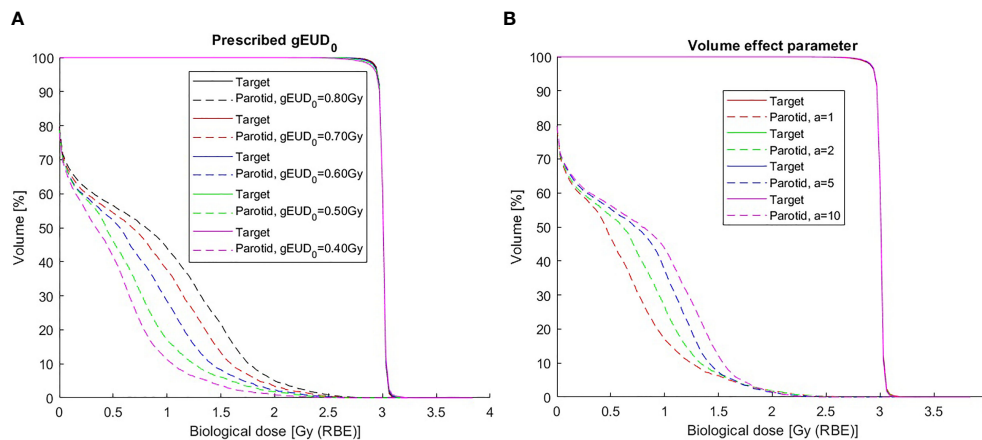 A
Prescribed gEUD0
100
90
80
70
60
50
40
30
20
10
0
Volume [%]
Target
Parotid, gEUD0=0.80Gy
Target
Parotid, gEUD0=0.70Gy
Target
Parotid, gEUD0=0.60Gy
Target
Parotid, gEUD0=0.50Gy
Target
Parotid, gEUD0=0.40Gy
0 0.5 1 1.5 2 2.5 3 3.5 4
Biological dose [Gy (RBE)]
B
Volume effect parameter
100
90
80
70
60
50
40
30
20
10
0
Volume [%]
Target
Parotid, a=1
Target
Parotid, a=2
Target
Parotid, a=5
Target
Parotid, a=10
0 0.5 1 1.5 2 2.5 3 3.5
Biological dose [Gy (RBE)]